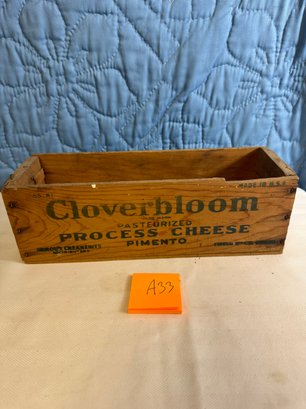 MADE IN U.S.A.
Cloverbloom
PASTEURIZED
PROCESS CHEESE
PIMENTO
A33